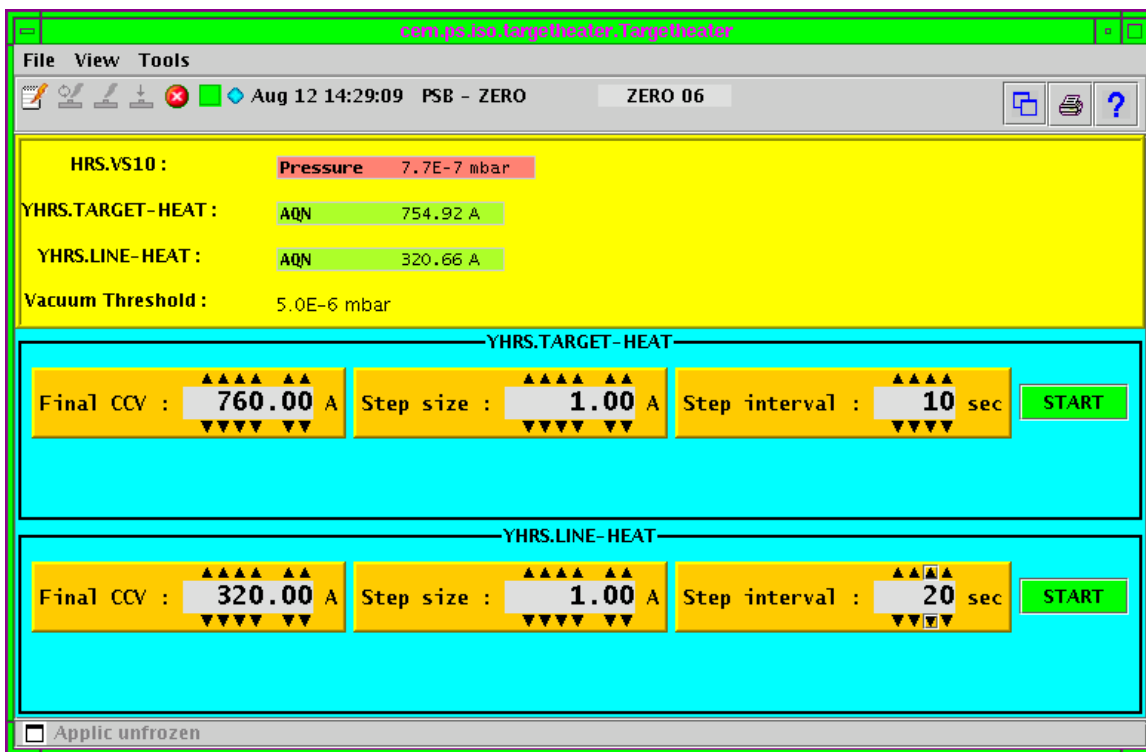 cern.ps.iso.targetheater.Targetheater
File View Tools
Aug 12 14:29:09 PSB - ZERO ZERO 06 ?
HRS.VS10 : Pressure 7.7E-7 mbar
YHRS.TARGET-HEAT : AQN 754.92 A
YHRS.LINE-HEAT : AQN 320.66 A
Vacuum Threshold : 5.0E-6 mbar
YHRS.TARGET-HEAT
Final CCV : 760.00 A Step size : 1.00 A Step interval : 10 sec START
YHRS.LINE-HEAT
Final CCV : 320.00 A Step size : 1.00 A Step interval : 20 sec START
Applic unfrozen